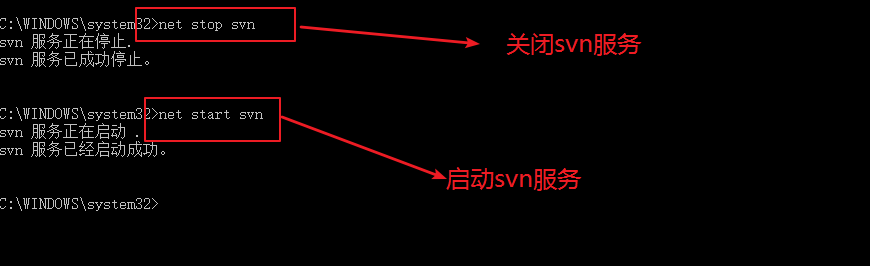 C:\WINDOWS\system32>net stop svn
svn 服务正在停止.
svn 服务已成功停止。
关闭svn服务
C:\WINDOWS\system32>net start svn
svn 服务正在启动 .
svn 服务已经启动成功。
启动svn服务
C:\WINDOWS\system32>